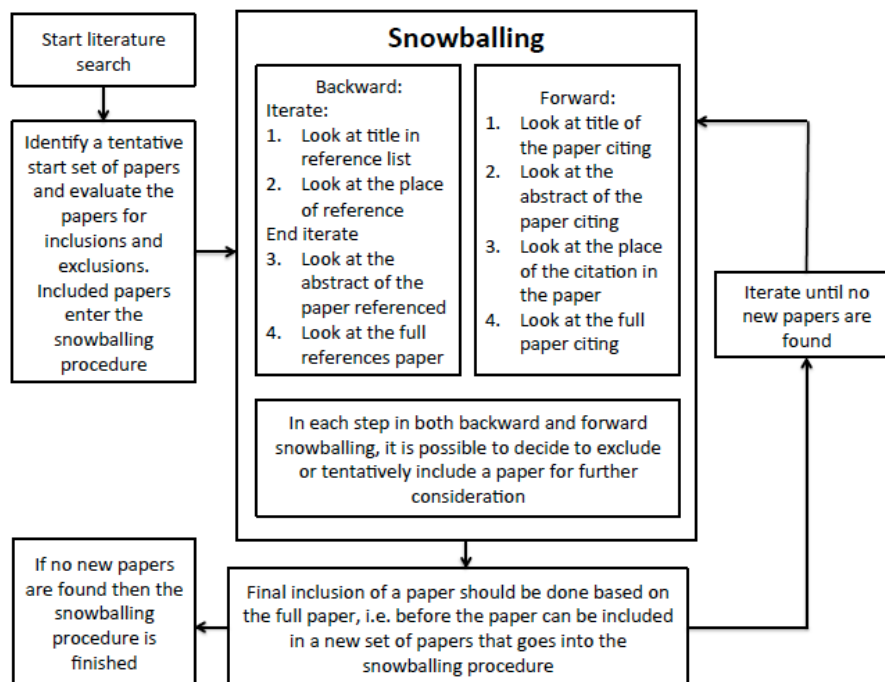 Start literature
search
Identify a tentative
start set of papers
and evaluate the
papers for
inclusions and
exclusions.
Included papers
enter the
snowballing
procedure
Snowballing
Backward:
Iterate:
1. Look at title in
reference list
2. Look at the place
of reference
End iterate
3. Look at the
abstract of the
paper referenced
4. Look at the full
references paper
Forward:
1. Look at title of
the paper citing
2. Look at the
abstract of the
paper citing
3. Look at the place
of the citation in
the paper
4. Look at the full
paper citing
In each step in both backward and forward
snowballing, it is possible to decide to exclude
or tentatively include a paper for further
consideration
Iterate until no
new papers are
found
Final inclusion of a paper should be done based on
the full paper, i.e. before the paper can be included
in a new set of papers that goes into the
snowballing procedure
If no new papers
are found then the
snowballing
procedure is
finished